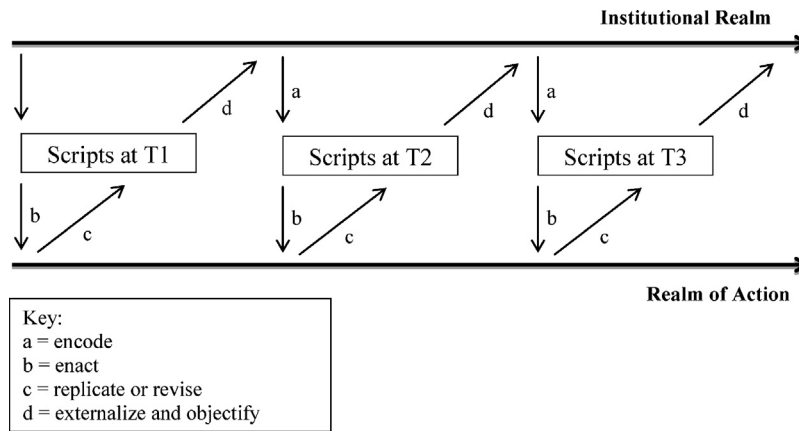 Institutional Realm
a
a
d
d
d
Scripts at T1
Scripts at T2
Scripts at T3
b
c
b
c
b
c
Realm of Action
Key:
a = encode
b = enact
c = replicate or revise
d = externalize and objectify